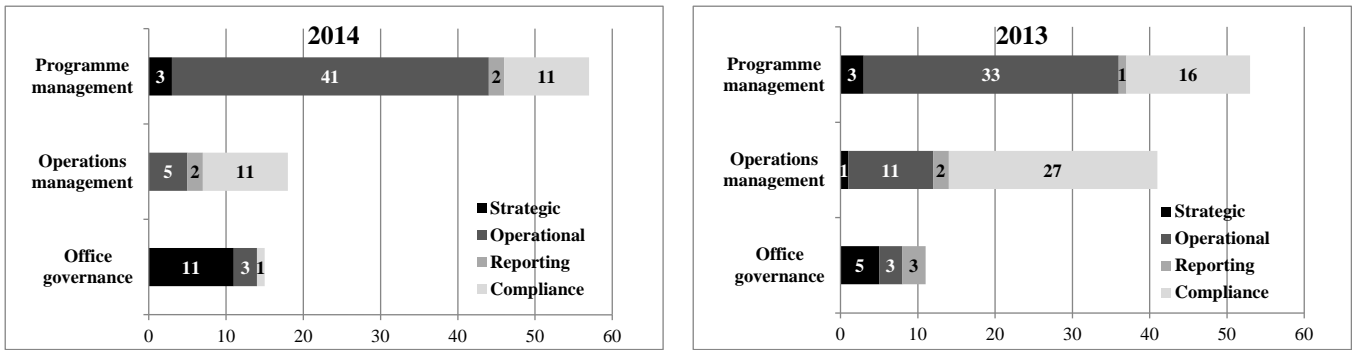 2014
Programme
management
3 41 2 11
Operations
management
5 2 11
Office
governance
11 3 1
Strategic
Operational
Reporting
Compliance
0 10 20 30 40 50 60
2013
Programme
management
3 33 1 16
Operations
management
1 11 2 27
Office
governance
5 3 3
Strategic
Operational
Reporting
Compliance
0 10 20 30 40 50 60